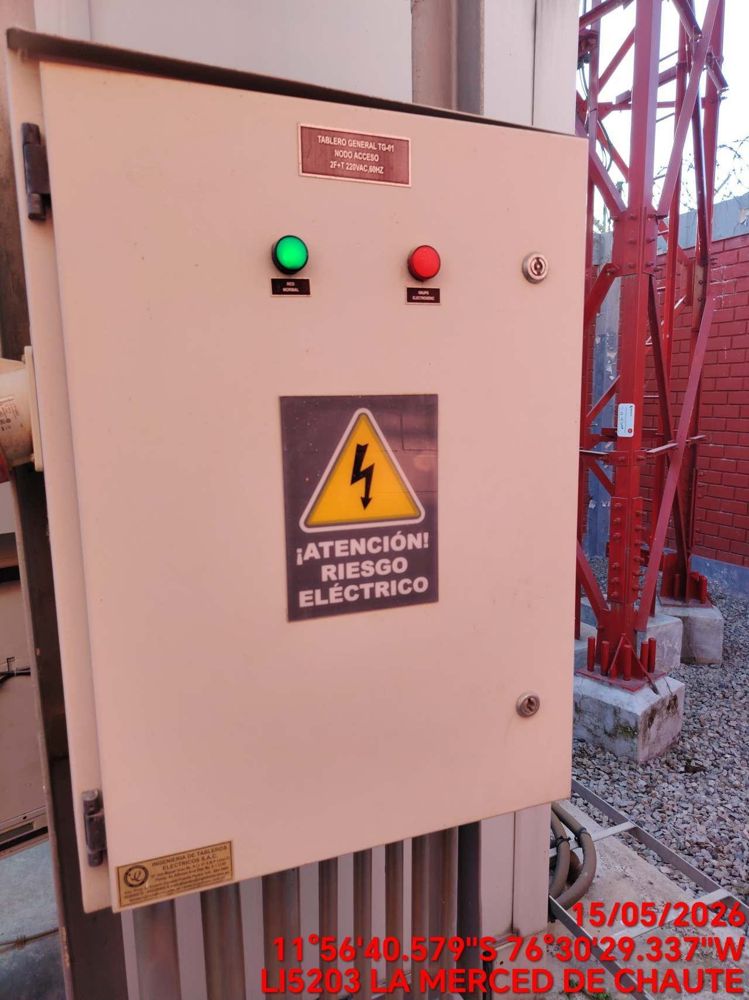 TABLERO GENERAL TG-01
NODO ACCESO
2F+T 220VAC,60HZ
RED
NORMAL
GRUPO
ELECTROGENO
¡ATENCIÓN!
RIESGO
ELÉCTRICO
INGENIERIA DE TABLEROS
ELECTRICOS S.A.C.
15/05/2026
11°56'40.579"S 76°30'29.337"W
LI5203 LA MERCED DE CHAUTE